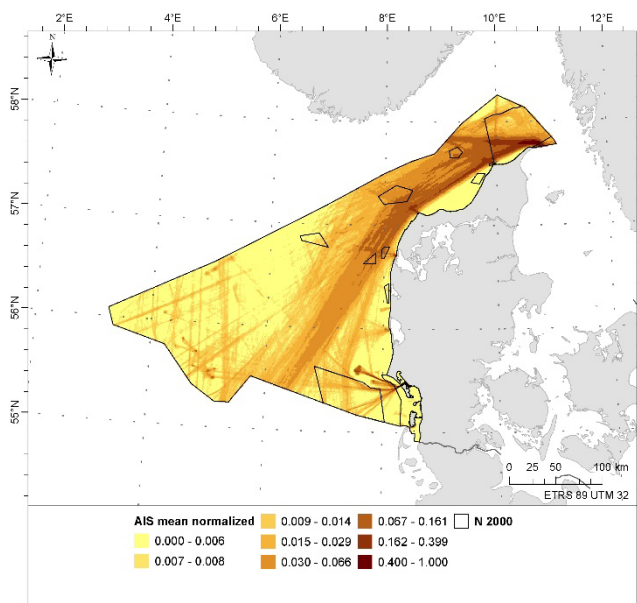 2°E 4°E 6°E 8°E 10°E 12°E
N
58°N
57°N
56°N
55°N
0 25 50 100 km
ETRS 89 UTM 32
AIS mean normalized
0.000 - 0.006
0.007 - 0.008
0.009 - 0.014
0.015 - 0.029
0.030 - 0.066
0.067 - 0.161
0.162 - 0.399
0.400 - 1.000
N 2000